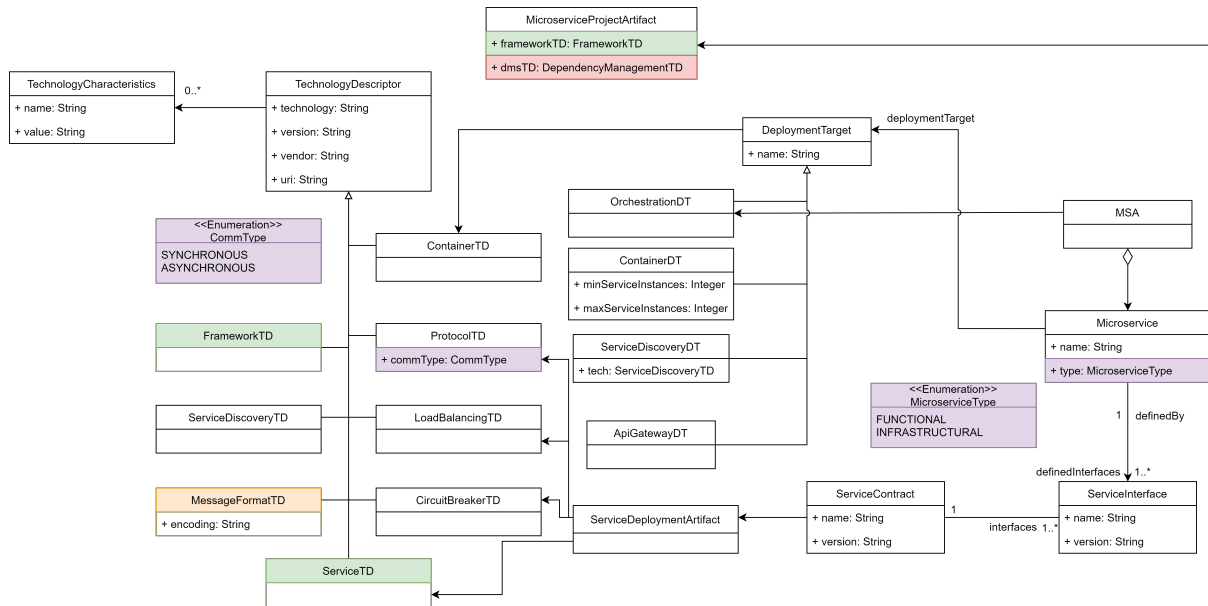 MicroserviceProjectArtifact
+ frameworkTD: FrameworkTD
+ dmsTD: DependencyManagementTD
TechnologyCharacteristics
+ name: String
+ value: String
0..*
TechnologyDescriptor
+ technology: String
+ version: String
+ vendor: String
+ uri: String
DeploymentTarget
+ name: String
deploymentTarget
OrchestrationDT
MSA
<<Enumeration>>
CommType
SYNCHRONOUS
ASYNCHRONOUS
ContainerTD
ContainerDT
+ minServiceInstances: Integer
+ maxServiceInstances: Integer
Microservice
+ name: String
+ type: MicroserviceType
FrameworkTD
ProtocolTD
+ commType: CommType
ServiceDiscoveryDT
+ tech: ServiceDiscoveryTD
<<Enumeration>>
MicroserviceType
FUNCTIONAL
INFRASTRUCTURAL
1
definedBy
ServiceDiscoveryTD
LoadBalancingTD
ApiGatewayDT
definedInterfaces
1..*
MessageFormatTD
+ encoding: String
CircuitBreakerTD
ServiceDeploymentArtifact
ServiceContract
+ name: String
+ version: String
1
interfaces
1..*
ServiceInterface
+ name: String
+ version: String
ServiceTD